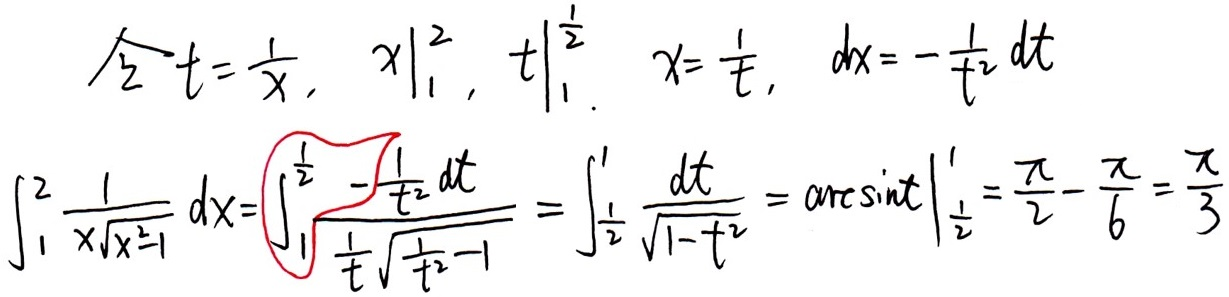 令 t = 1/x, x|₁², t|₁^{1/2}. x = 1/t, dx = -1/t² dt
∫₁² 1/(x√(x²-1)) dx = ∫₁^{1/2} (-1/t² dt)/(1/t √(1/t²-1)) = ∫_{1/2}^1 dt/√(1-t²) = arcsin t|_{1/2}^1 = π/2 - π/6 = π/3